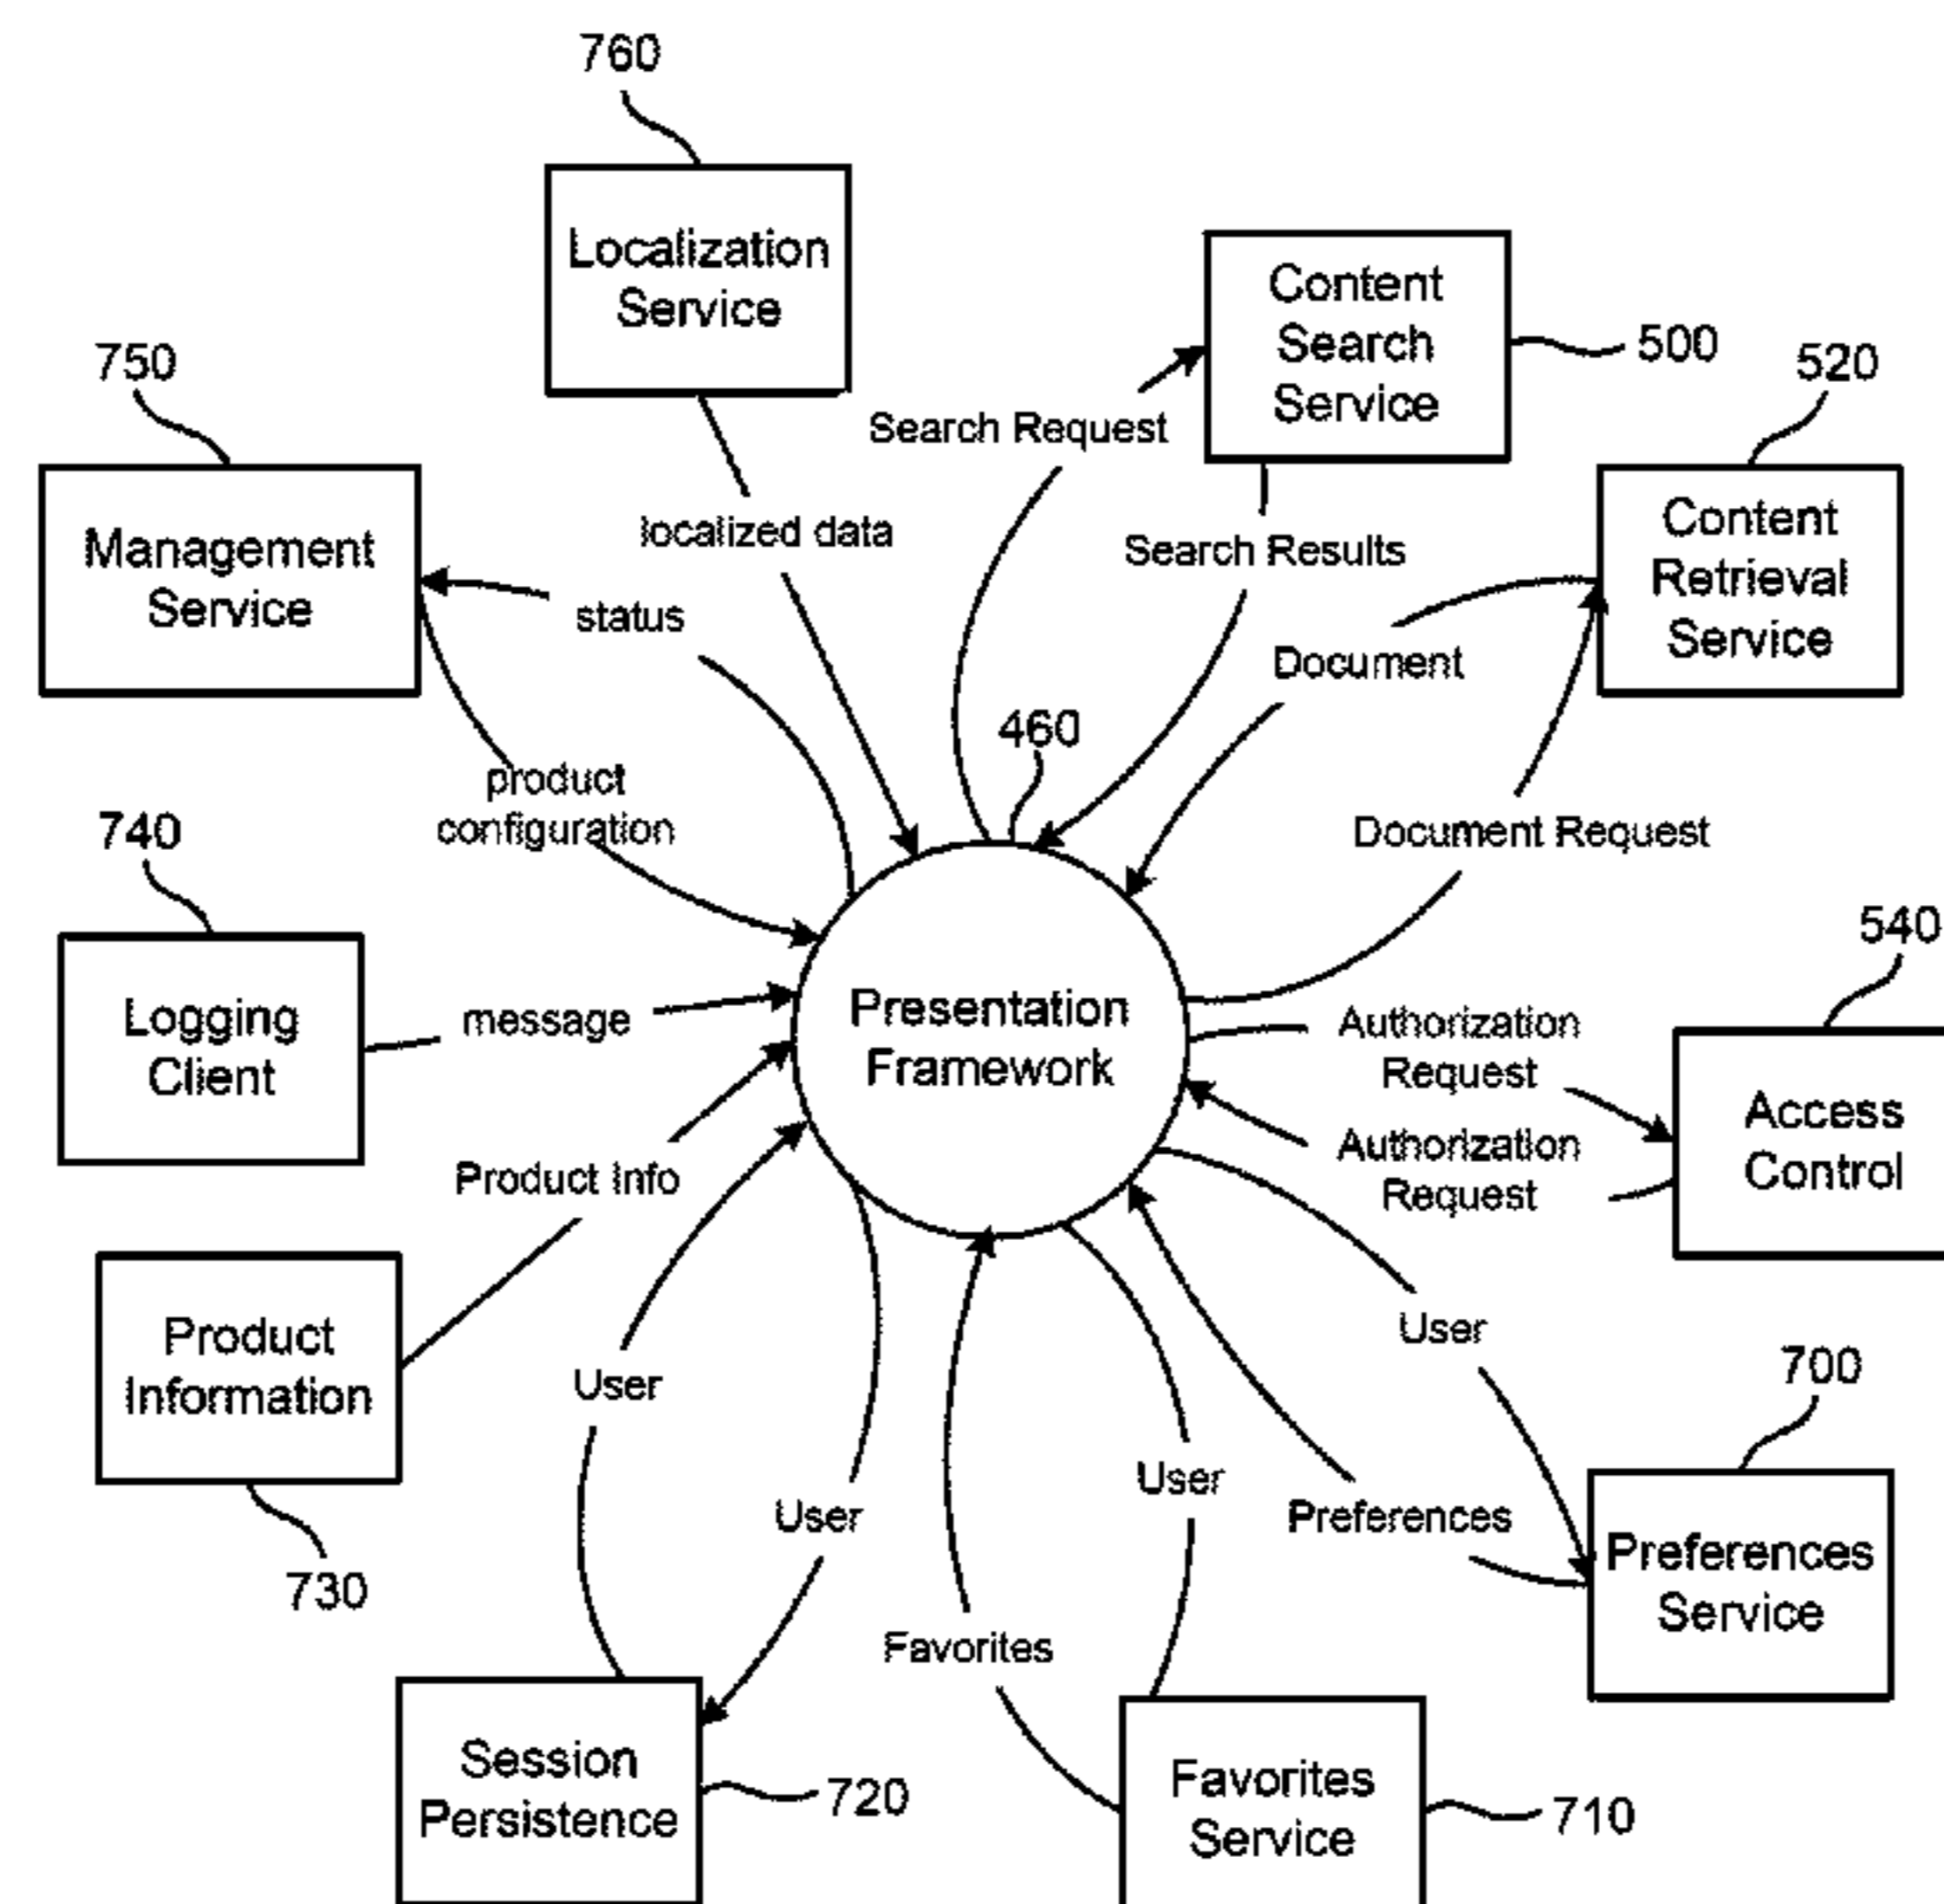 760
Localization
Service
Content
Search
Service
500
750
520
Search Request
Management
Service
localized data
Search Results
Content
Retrieval
Service
status
Document
460
product
configuration
Document Request
740
540
Logging
Client
message
Presentation
Framework
Authorization
Request
Access
Control
Authorization
Request
Product Info
Product
Information
User
User
700
730
User
User
Preferences
Preferences
Service
Favorites
Session
Persistence
720
Favorites
Service
710